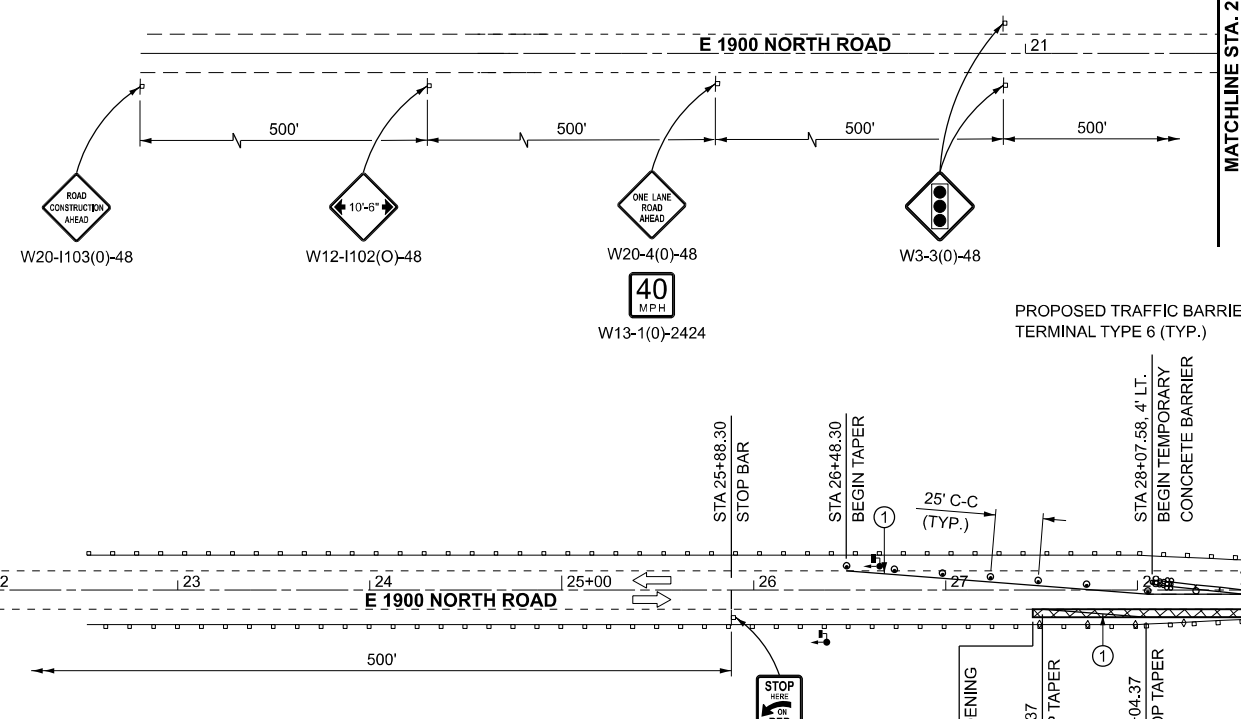 E 1900 NORTH ROAD
21
MATCHLINE STA. 2
500'
500'
500'
500'
ROAD
CONSTRUCTION
AHEAD
10'-6"
ONE LANE
ROAD
AHEAD
W20-I103(0)-48
W12-I102(O)-48
W20-4(0)-48
W3-3(0)-48
40
MPH
W13-1(0)-2424
PROPOSED TRAFFIC BARRIE
TERMINAL TYPE 6 (TYP.)
STA 25+88.30
STOP BAR
STA 26+48.30
BEGIN TAPER
25' C-C
(TYP.)
1
STA 28+07.58, 4' LT.
BEGIN TEMPORARY
CONCRETE BARRIER
2
23
24
25+00
26
27
E 1900 NORTH ROAD
500'
STOP
HERE
ON
1
ENING
37
P TAPER
04.37
OP TAPER